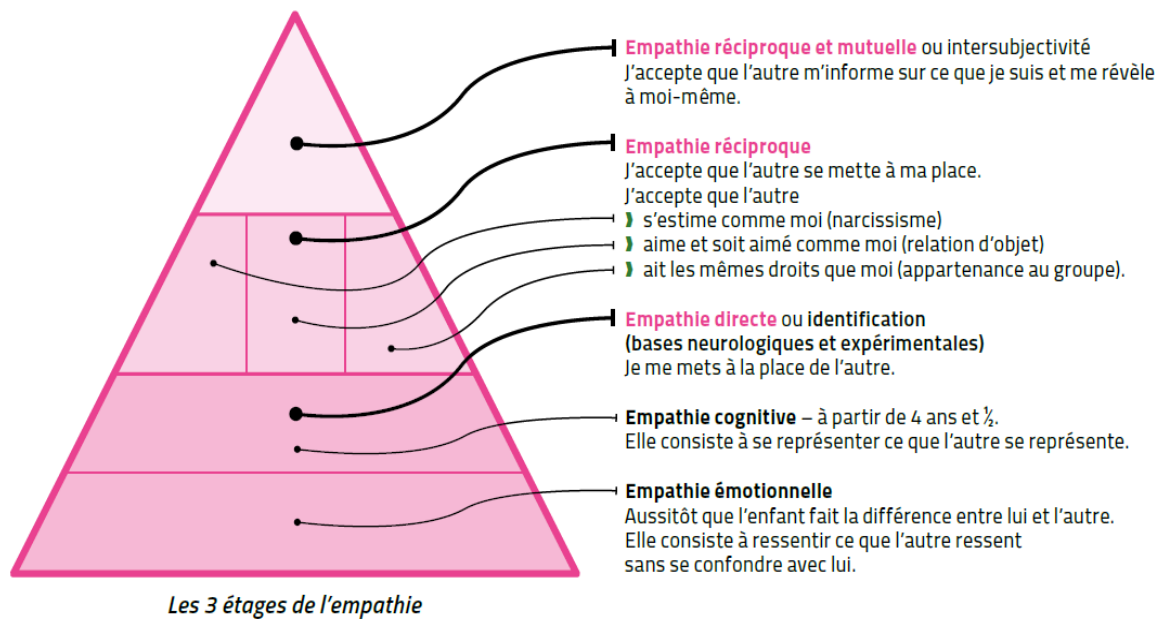 Empathie réciproque et mutuelle ou intersubjectivité
J'accepte que l'autre m'informe sur ce que je suis et me révèle
à moi-même.
Empathie réciproque
J'accepte que l'autre se mette à ma place.
J'accepte que l'autre
s'estime comme moi (narcissisme)
aime et soit aimé comme moi (relation d'objet)
ait les mêmes droits que moi (appartenance au groupe).
Empathie directe ou identification
(bases neurologiques et expérimentales)
Je me mets à la place de l'autre.
Empathie cognitive – à partir de 4 ans et ½.
Elle consiste à se représenter ce que l'autre se représente.
Empathie émotionnelle
Aussitôt que l'enfant fait la différence entre lui et l'autre.
Elle consiste à ressentir ce que l'autre ressent
sans se confondre avec lui.
Les 3 étages de l'empathie